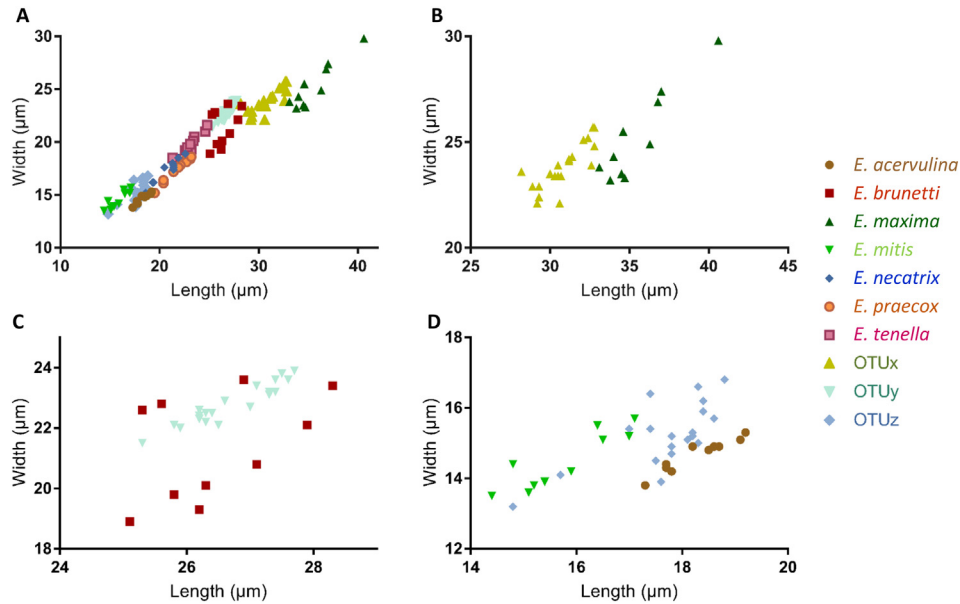 A
30
25
20
15
10
Width (µm)
10 20 30 40
Length (µm)
B
30
25
20
Width (µm)
25 30 35 40 45
Length (µm)
E. acervulina
E. brunetti
E. maxima
E. mitis
E. necatrix
E. praecox
E. tenella
OTUx
OTUy
OTUz
C
24
22
20
18
Width (µm)
24 26 28
Length (µm)
D
18
16
14
12
Width (µm)
14 16 18 20
Length (µm)